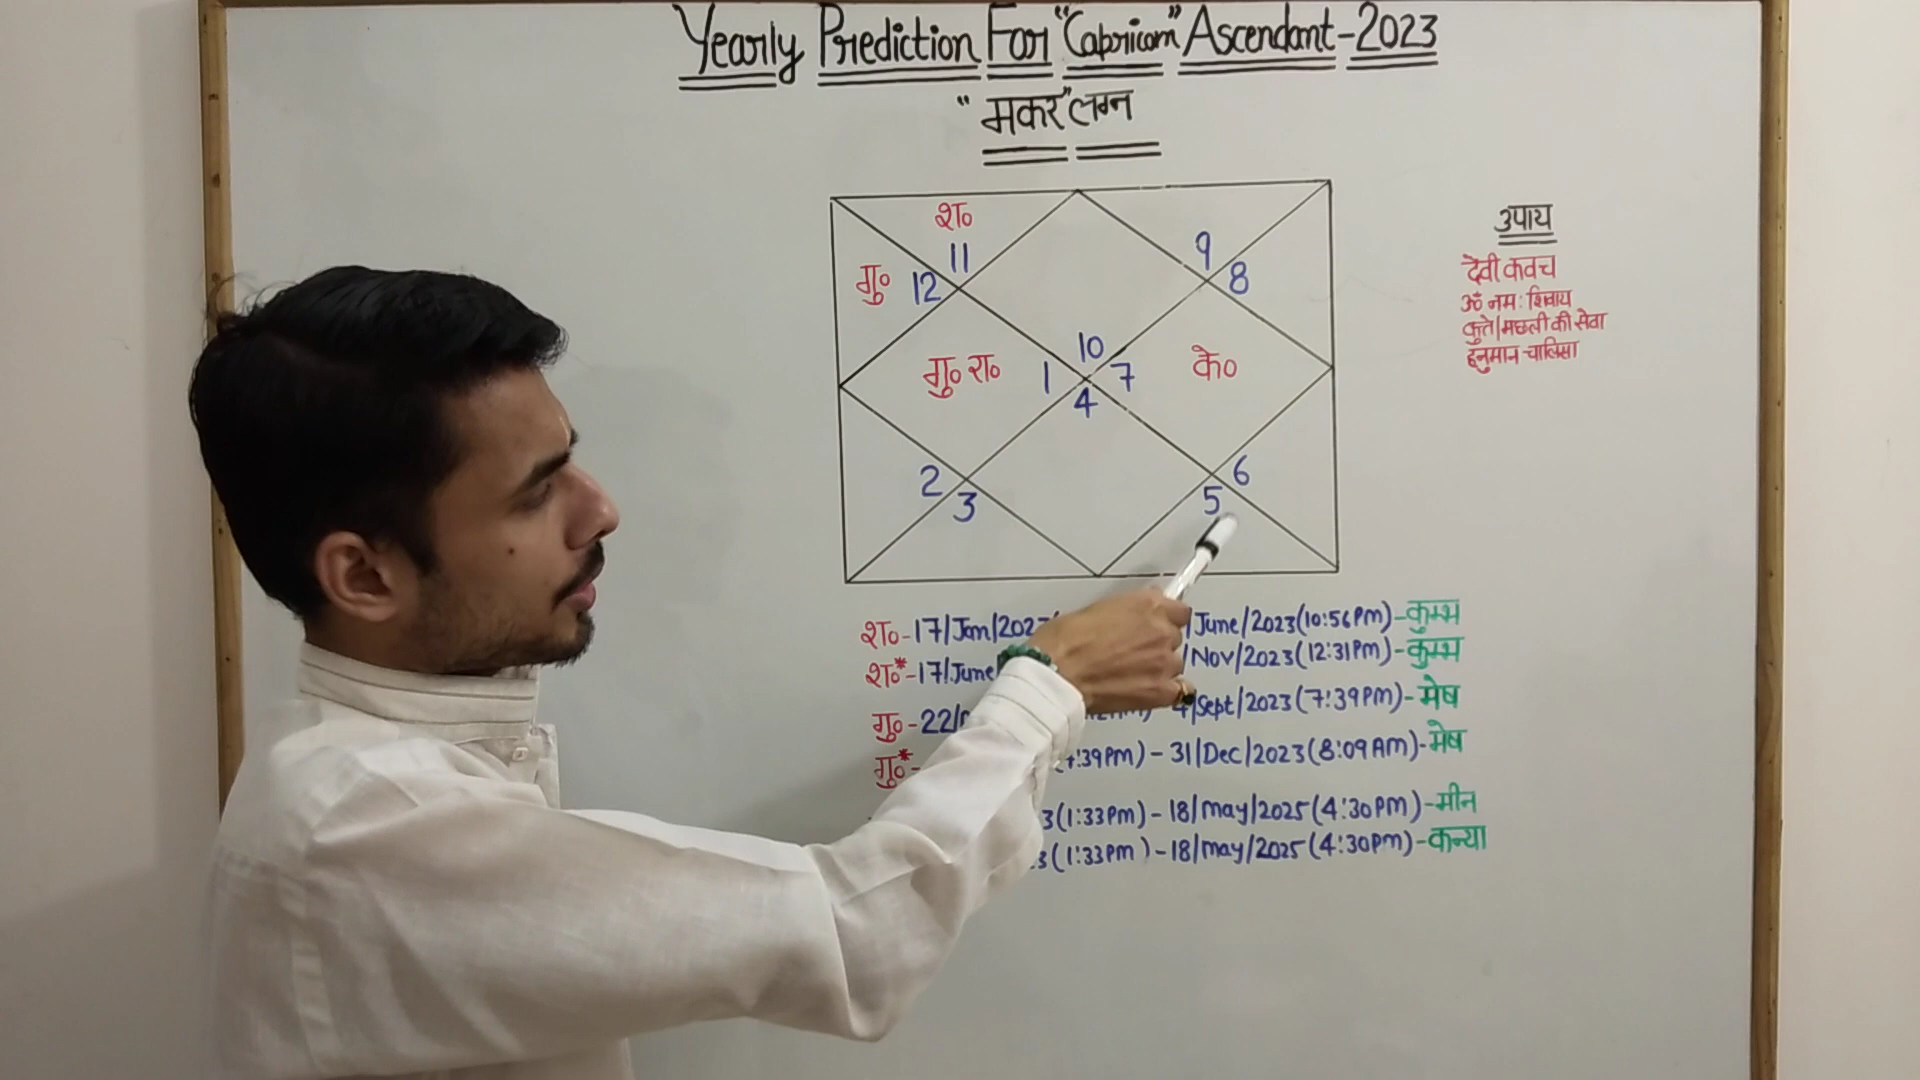 Yearly Prediction For "Capricorn" Ascendant-2023
"मकर" लग्न
श०
11
गु० 12
9
8
10
गु० रा० 1
7 के०
4
2
3
6
5
उपाय
देवी कवच
ॐ नमः शिवाय
कुत्ते/मछली की सेवा
हनुमान चालिसा
श०-17/Jan/202 June/2023(10:56Pm)-कुम्भ
श०*-17/June Nov/2023(12:31Pm)-कुम्भ
गु०-22/ 4/Sept/2023(7:39PM)-मेष
गु०*- :39Pm)-31/Dec/2023(8:09AM)-मेष
3(1:33Pm)-18/may/2025(4:30PM)-मीन
3(1:33Pm)-18/may/2025(4:30Pm)-कन्या